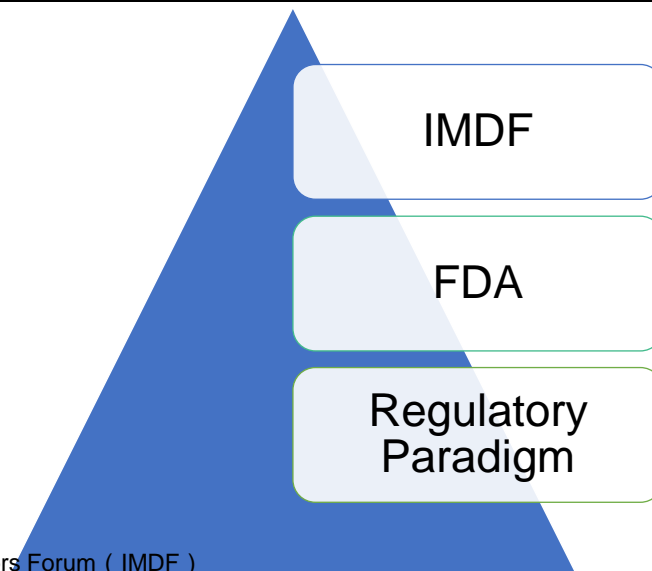 IMDF
FDA
Regulatory
Paradigm
rs Forum ( IMDF )